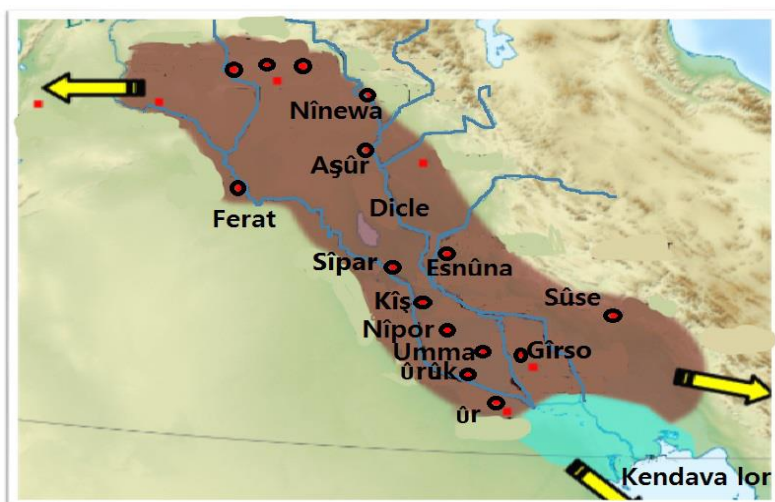 Nînewa
Aşûr
Dicle
Ferat
Sîpar
Esnûna
Kîş
Sûse
Nîpor
Umma
Gîrso
ûrûk
ûr
Kendava lor